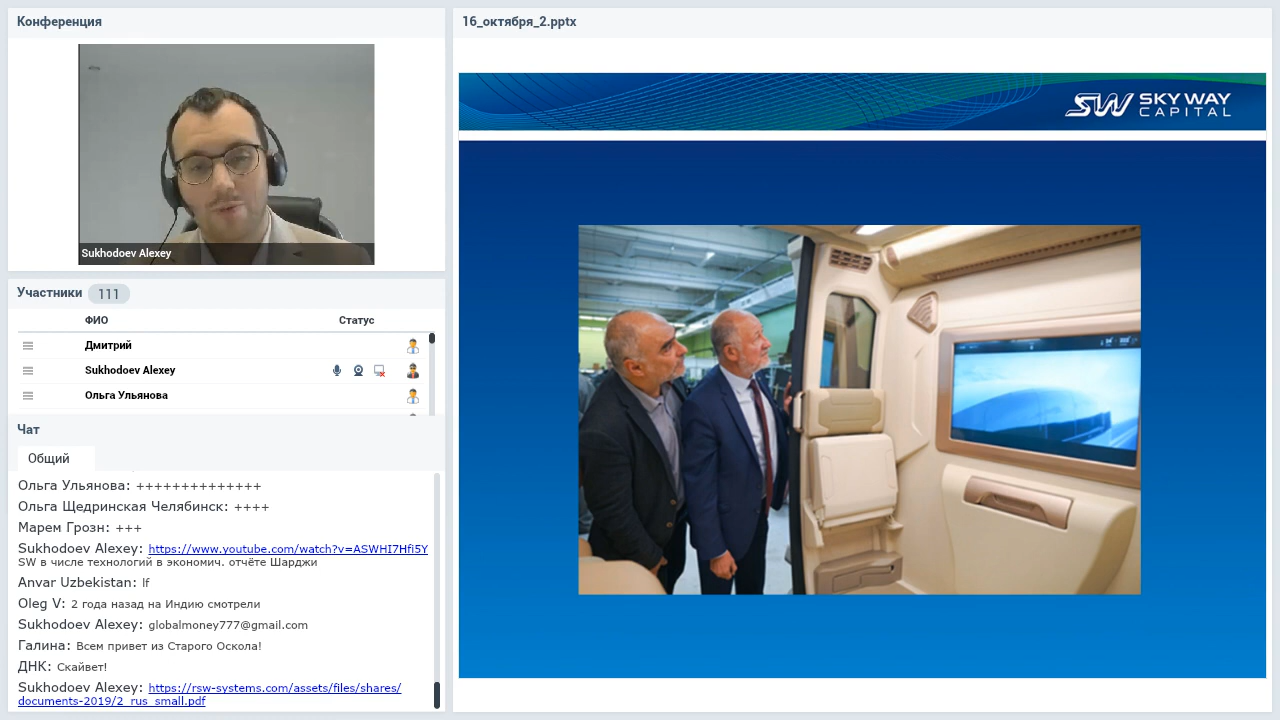 Конференция
Sukhodoev Alexey
Участники 111
ФИО Статус
Дмитрий
Sukhodoev Alexey
Ольга Ульянова
Чат
Общий
Ольга Ульянова: ++++++++++++++
Ольга Щедринская Челябинск: ++++
Марем Грозн: +++
Sukhodoev Alexey: https://www.youtube.com/watch?v=ASWHI7Hfi5Y
SW в числе технологий в экономич. отчёте Шарджи
Anvar Uzbekistan: lf
Oleg V: 2 года назад на Индию смотрели
Sukhodoev Alexey: globalmoney777@gmail.com
Галина: Всем привет из Старого Оскола!
ДНК: Скайвет!
Sukhodoev Alexey: https://rsw-systems.com/assets/files/shares/
documents-2019/2_rus_small.pdf
16_октября_2.pptx
SW SKY WAY
CAPITAL